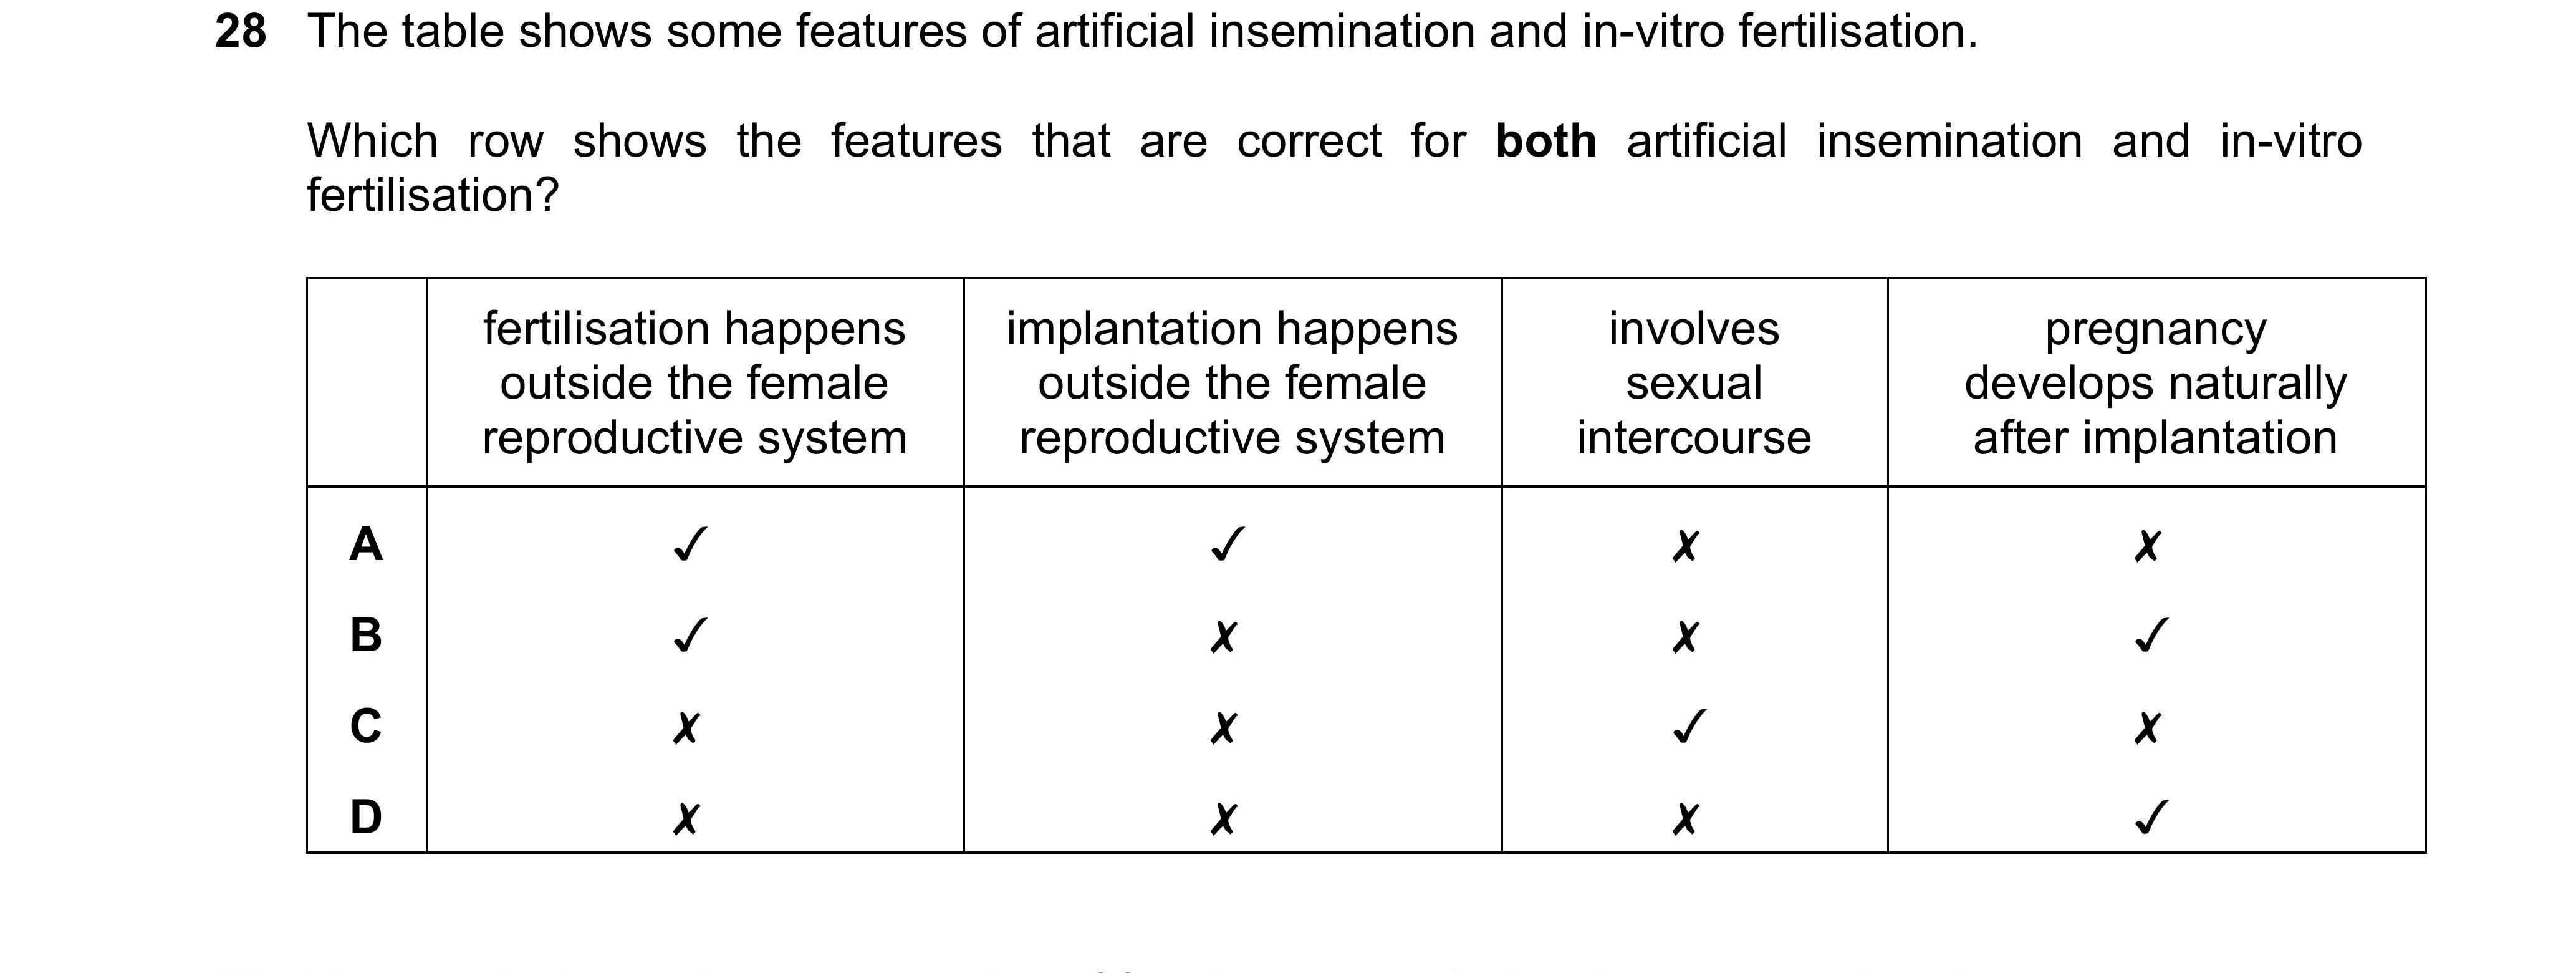 28 The table shows some features of artificial insemination and in-vitro fertilisation.
Which row shows the features that are correct for both artificial insemination and in-vitro
fertilisation?
fertilisation happens outside the female reproductive system
implantation happens outside the female reproductive system
involves sexual intercourse
pregnancy develops naturally after implantation
A ✓ ✓ ✗ ✗
B ✓ ✗ ✗ ✓
C ✗ ✗ ✓ ✗
D ✗ ✗ ✗ ✓